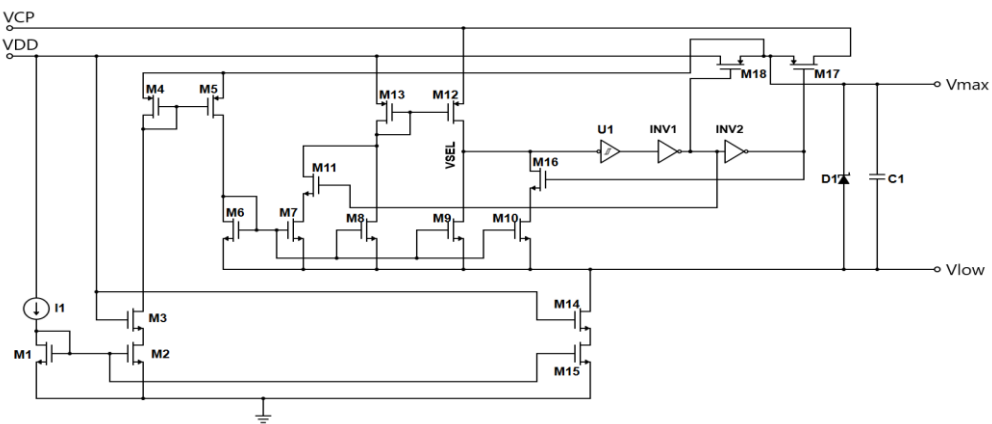 VCP
VDD
M18
M17
M4
M5
M13
M12
Vmax
U1
INV1
INV2
VSEL
M16
M11
D1
C1
M6
M7
M8
M9
M10
Vlow
I1
M3
M14
M1
M2
M15